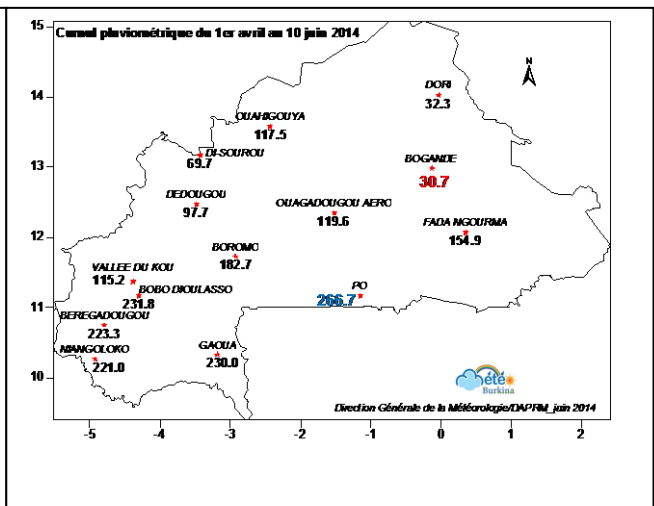 Cumul pluviométrique du 1er avril au 10 juin 2014
N
15
14
13
12
11
10
DORI
32.3
OUAHIGOUYA
117.5
DI-SOUROU
69.7
BOGANDE
30.7
DEDOUGOU
97.7
OUAGADOUGOU AERO
119.6
FADA NGOURMA
154.9
BOROMO
182.7
VALLEE DU KOU
115.2
BOBO DIOULASSO
231.8
PO
266.7
BEREGADOUGOU
223.3
NIANGOLOKO
221.0
GAOUA
230.0
été
Burkina
Direction Générale de la Météorologie/DAPRM_juin 2014
-5 -4 -3 -2 -1 0 1 2